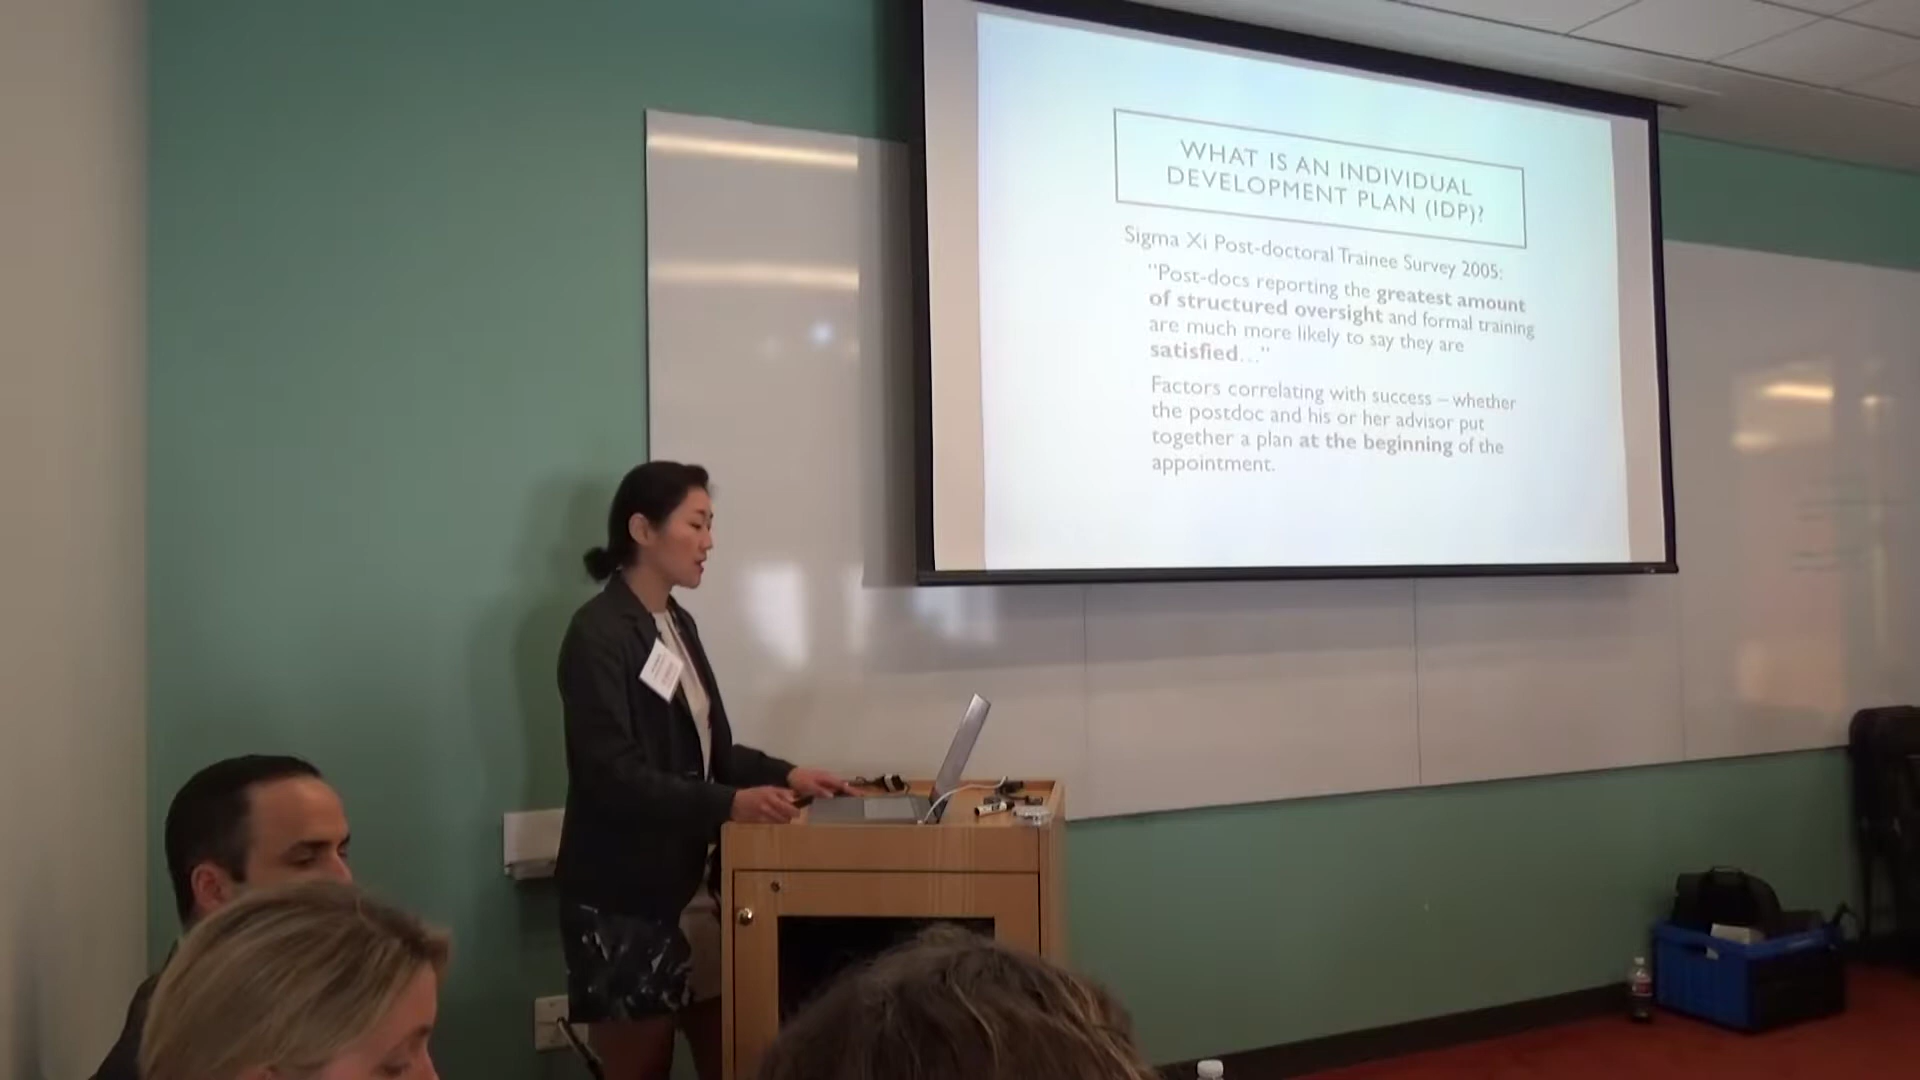 WHAT IS AN INDIVIDUAL
DEVELOPMENT PLAN (IDP)?
Sigma Xi Post-doctoral Trainee Survey 2005:
“Post-docs reporting the greatest amount
of structured oversight and formal training
are much more likely to say they are
satisfied…”
Factors correlating with success – whether
the postdoc and his or her advisor put
together a plan at the beginning of the
appointment.